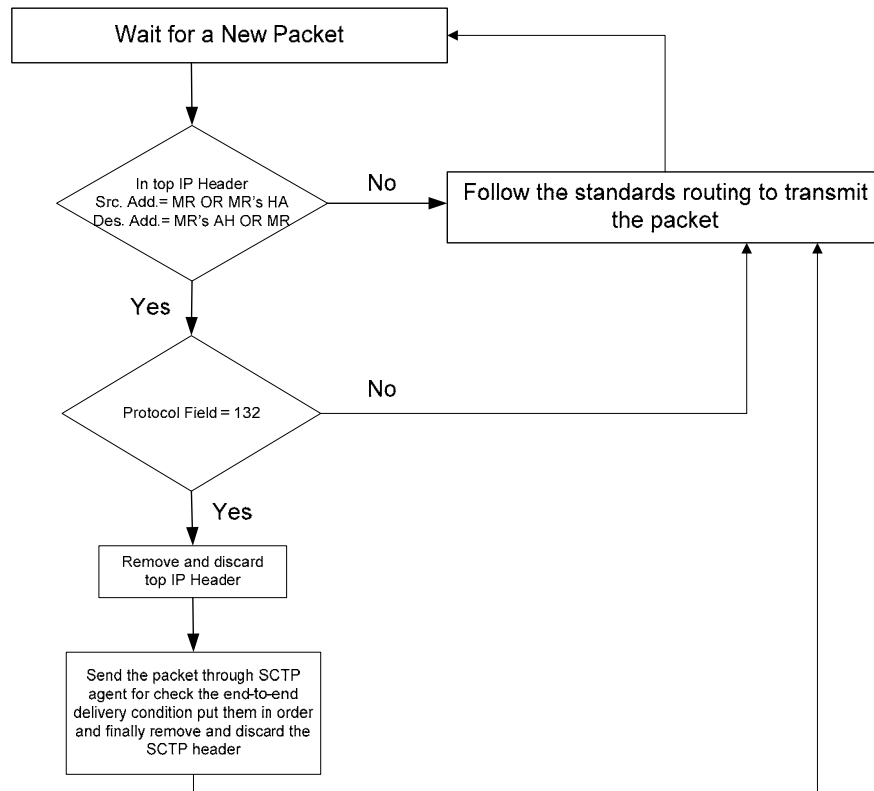 Wait for a New Packet
In top IP Header
Src. Add.= MR OR MR's HA
Des. Add.= MR's AH OR MR
No
Follow the standards routing to transmit
the packet
Yes
Protocol Field = 132
No
Yes
Remove and discard
top IP Header
Send the packet through SCTP
agent for check the end-to-end
delivery condition put them in order
and finally remove and discard the
SCTP header